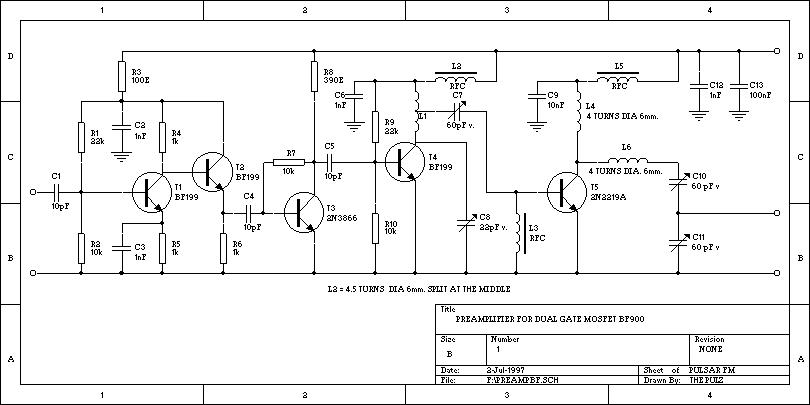 1 2 3 4
D D
R3
100E
R8
390E
L2
RFC
L5
RFC
C6
1nF
C7
60pF v.
C9
10nF
C12
1nF
C13
100nF
L4
4 TURNS DIA 6mm.
L1
R1
22k
C2
1nF
R4
1k
R9
22k
C C
T2
BF199
R7
10k
C5
10pF
T4
BF199
L6
4 TURNS DIA. 6mm.
C1
10pF
T1
BF199
C4
10pF
T3
2N3866
T5
2N2219A
C10
60 pF v
R2
10k
C3
1nF
R5
1k
R6
1k
R10
10k
C8
22pF v.
L3
RFC
C11
60 pF v
B B
L2 = 4.5 TURNS DIA 6mm. SPLIT AT THE MIDDLE
Title
PREAMPLIFIER FOR DUAL GATE MOSFET BF900
Size Number Revision
B 1 NONE
A A
Date: 2-Jul-1997 Sheet of PULSAR FM
File: F:\PREAMPBF.SCH Drawn By: THE PULZ
1 2 3 4